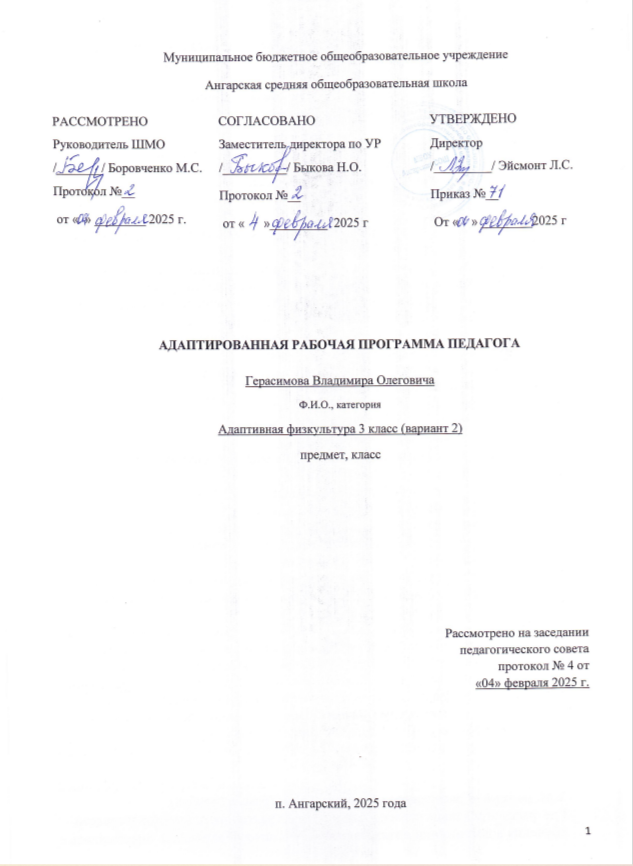 Муниципальное бюджетное общеобразовательное учреждение
Ангарская средняя общеобразовательная школа
РАССМОТРЕНО
Руководитель ШМО
/ / Боровченко М.С.
Протокол № 2
от « » февраля 2025 г.
СОГЛАСОВАНО
Заместитель директора по УР
/ Быков / Быкова Н.О.
Протокол № 2
от « 4 » февраля 2025 г
УТВЕРЖДЕНО
Директор
/ / Эйсмонт Л.С.
Приказ № 71
От «04» февраля 2025 г
АДАПТИРОВАННАЯ РАБОЧАЯ ПРОГРАММА ПЕДАГОГА
Герасимова Владимира Олеговича
Ф.И.О., категория
Адаптивная физкультура 3 класс (вариант 2)
предмет, класс
Рассмотрено на заседании
педагогического совета
протокол № 4 от
«04» февраля 2025 г.
п. Ангарский, 2025 года
1